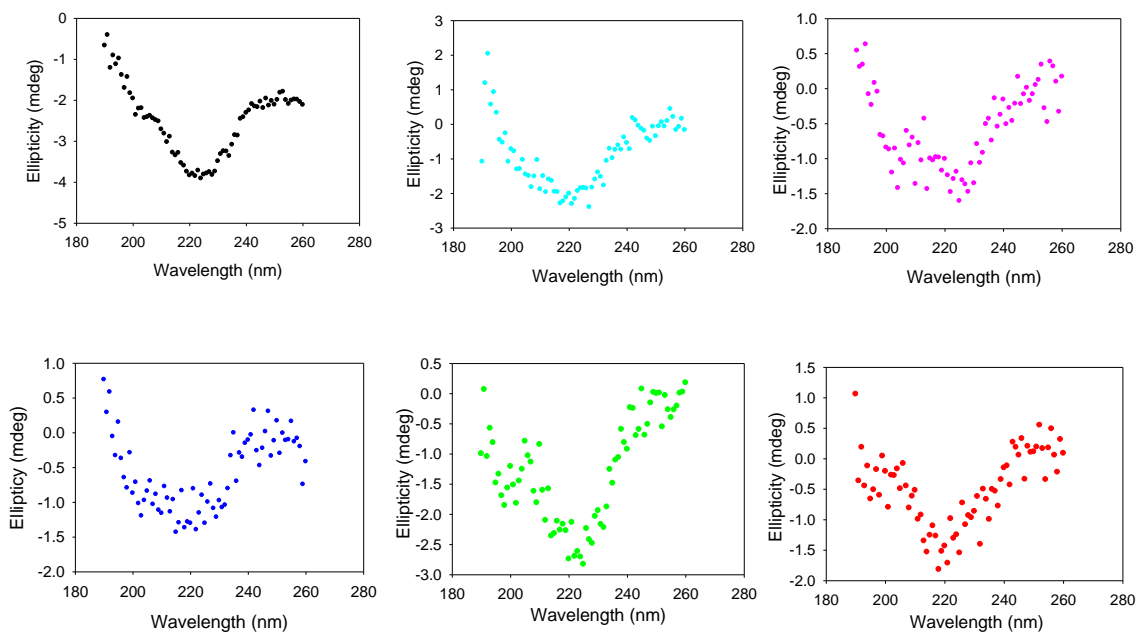 0
-1
-2
-3
-4
-5
Ellipticity (mdeg)
180 200 220 240 260 280
Wavelength (nm)
3
2
1
0
-1
-2
-3
Ellipticity (mdeg)
180 200 220 240 260 280
Wavelength (nm)
1.0
0.5
0.0
-0.5
-1.0
-1.5
-2.0
Ellipticity (mdeg)
180 200 220 240 260 280
Wavelength (nm)
1.0
0.5
0.0
-0.5
-1.0
-1.5
-2.0
Ellipticy (mdeg)
180 200 220 240 260 280
Wavelength (nm)
0.5
0.0
-0.5
-1.0
-1.5
-2.0
-2.5
-3.0
Ellipticity (mdeg)
180 200 220 240 260 280
Wavelength (nm)
1.5
1.0
0.5
0.0
-0.5
-1.0
-1.5
-2.0
Ellipticity (mdeg)
180 200 220 240 260 280
Wavelength (nm)